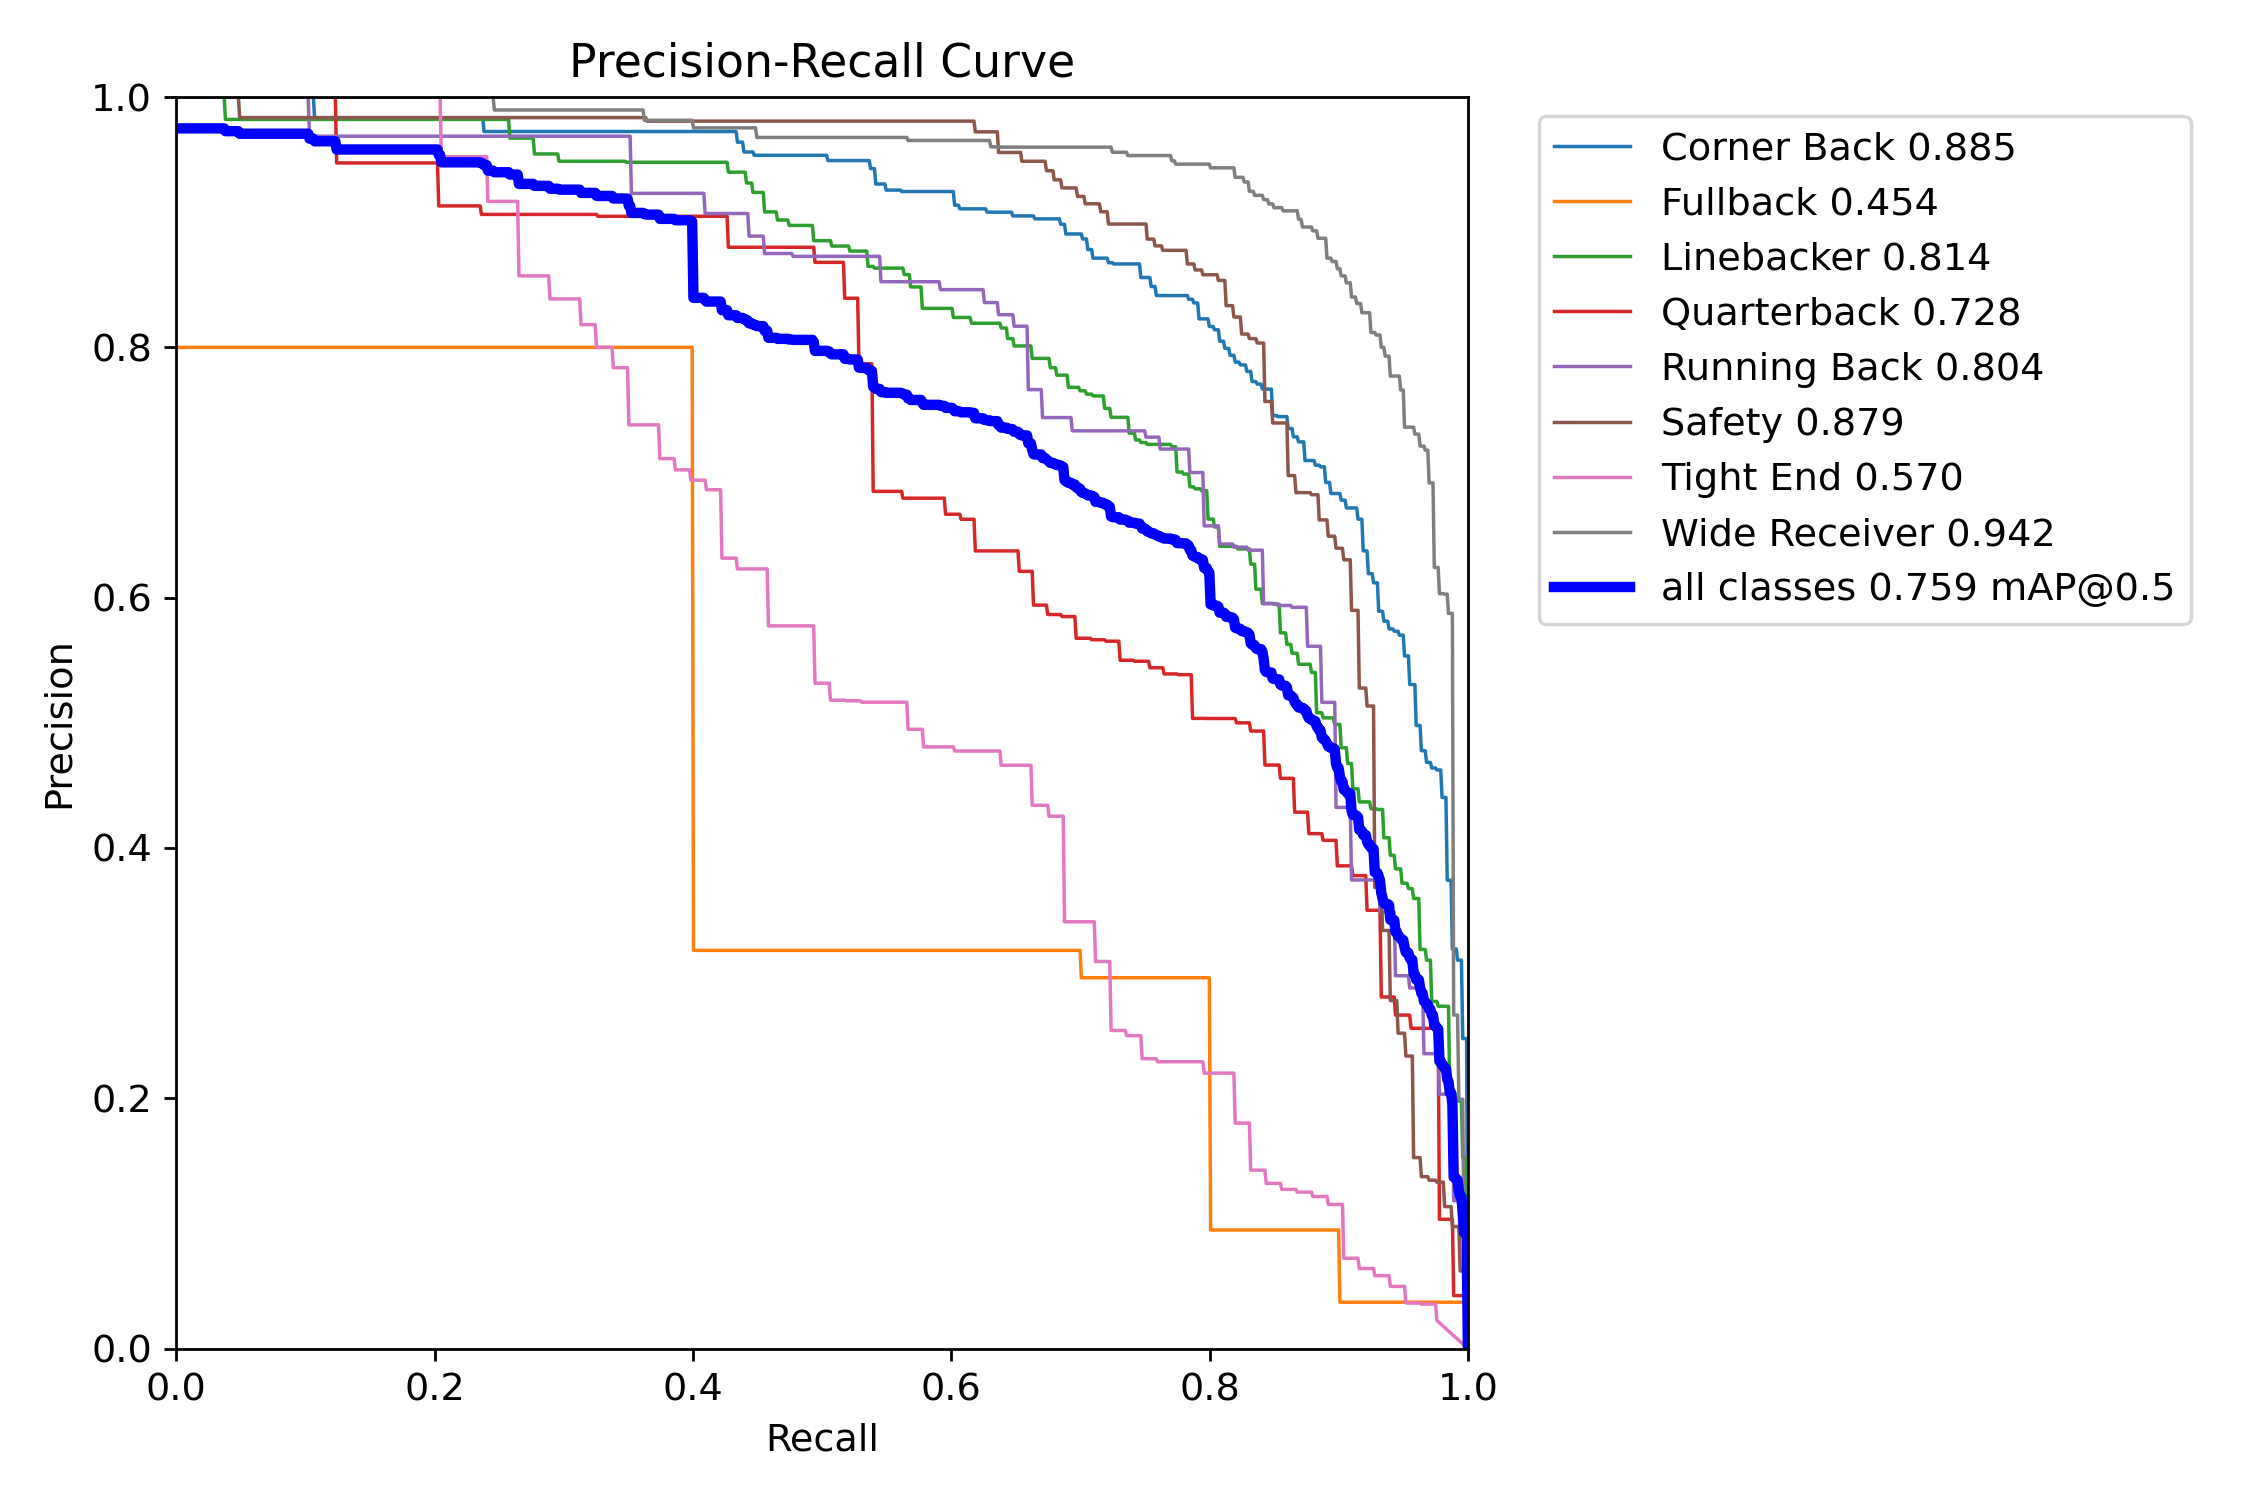 Precision-Recall Curve
1.0
0.8
0.6
0.4
0.2
0.0
Precision
0.0 0.2 0.4 0.6 0.8 1.0
Recall
Corner Back 0.885
Fullback 0.454
Linebacker 0.814
Quarterback 0.728
Running Back 0.804
Safety 0.879
Tight End 0.570
Wide Receiver 0.942
all classes 0.759 mAP@0.5